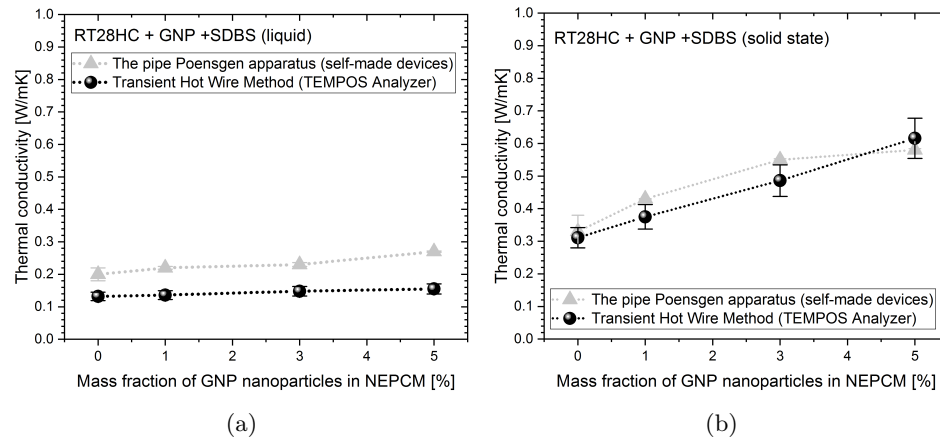 RT28HC + GNP +SDBS (liquid)
The pipe Poensgen apparatus (self-made devices)
Transient Hot Wire Method (TEMPOS Analyzer)
Thermal conductivity [W/mK]
1.0
0.9
0.8
0.7
0.6
0.5
0.4
0.3
0.2
0.1
0.0
0 1 2 3 4 5
Mass fraction of GNP nanoparticles in NEPCM [%]
(a)
RT28HC + GNP +SDBS (solid state)
Thermal conductivity [W/mK]
1.0
0.9
0.8
0.7
0.6
0.5
0.4
0.3
0.2
0.1
0.0
The pipe Poensgen apparatus (self-made devices)
Transient Hot Wire Method (TEMPOS Analyzer)
0 1 2 3 4 5
Mass fraction of GNP nanoparticles in NEPCM [%]
(b)